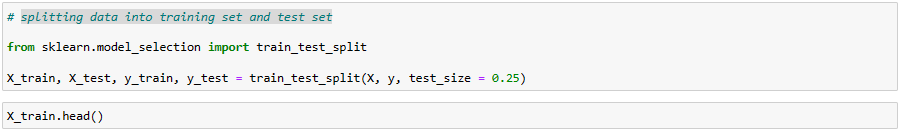 # splitting data into training set and test set
from sklearn.model_selection import train_test_split
X_train, X_test, y_train, y_test = train_test_split(X, y, test_size = 0.25)
X_train.head()